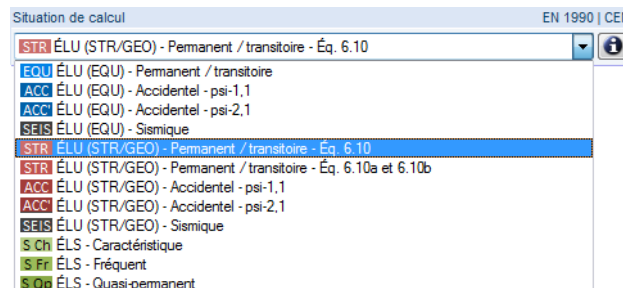 Situation de calcul EN 1990 | CEI
STR ÉLU (STR/GEO) - Permanent / transitoire - Éq. 6.10
EQU ÉLU (EQU) - Permanent / transitoire
ACC ÉLU (EQU) - Accidentel - psi-1,1
ACC' ÉLU (EQU) - Accidentel - psi-2,1
SEIS ÉLU (EQU) - Sismique
STR ÉLU (STR/GEO) - Permanent / transitoire - Éq. 6.10
STR ÉLU (STR/GEO) - Permanent / transitoire - Éq. 6.10a et 6.10b
ACC ÉLU (STR/GEO) - Accidentel - psi-1,1
ACC' ÉLU (STR/GEO) - Accidentel - psi-2,1
SEIS ÉLU (STR/GEO) - Sismique
S Ch ÉLS - Caractéristique
S Fr ÉLS - Fréquent
S Qp ÉLS - Quasi-permanent